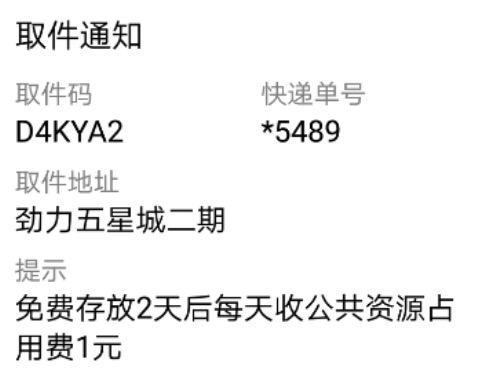 取件通知
取件码 快递单号
D4KYA2 *5489
取件地址
劲力五星城二期
提示
免费存放2天后每天收公共资源占
用费1元